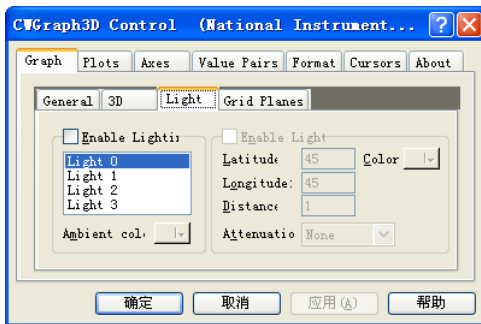 CWGraph3D Control (National Instrument...
Graph Plots Axes Value Pairs Format Cursors About
General 3D Light Grid Planes
Enable Lightin
Enable Light
Light 0
Light 1
Light 2
Light 3
Latitude 45 Color
Longitude: 45
Distance 1
Ambient col
Attenuatio None
确定 取消 应用(A) 帮助